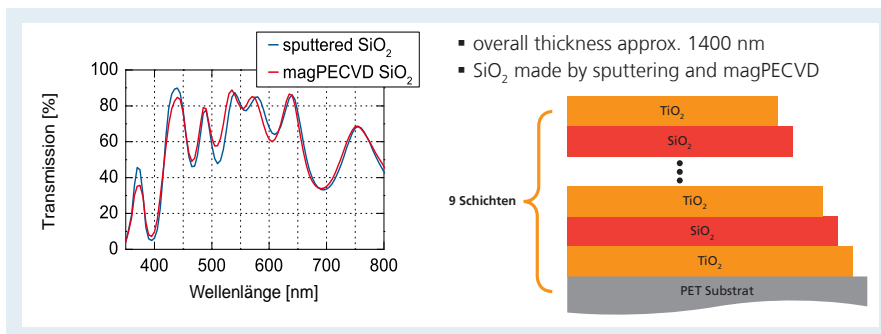 sputtered SiO₂
magPECVD SiO₂
Transmission [%]
100
80
60
40
20
0
400 500 600 700 800
Wellenlänge [nm]
▪ overall thickness approx. 1400 nm
▪ SiO₂ made by sputtering and magPECVD
TiO₂
SiO₂
9 Schichten
TiO₂
SiO₂
TiO₂
PET Substrat